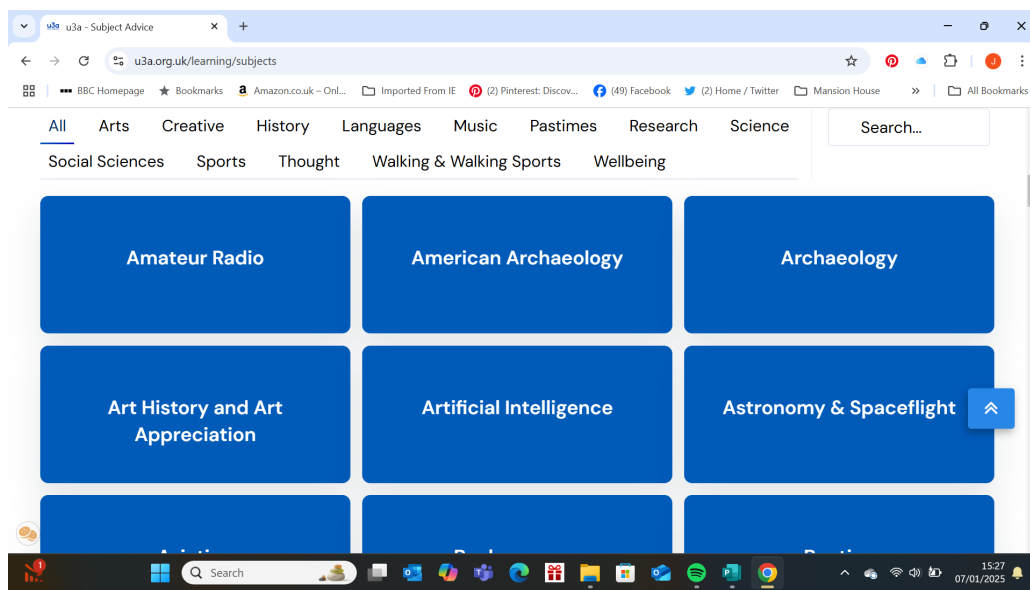 u3a u3a - Subject Advice
u3a.org.uk/learning/subjects
BBC Homepage Bookmarks Amazon.co.uk – Onl... Imported From IE (2) Pinterest: Discov... (49) Facebook (2) Home / Twitter Mansion House » All Bookmarks
All Arts Creative History Languages Music Pastimes Research Science Search...
Social Sciences Sports Thought Walking & Walking Sports Wellbeing
Amateur Radio American Archaeology Archaeology
Art History and Art Artificial Intelligence Astronomy & Spaceflight
Appreciation
1 Search 15:27
07/01/2025